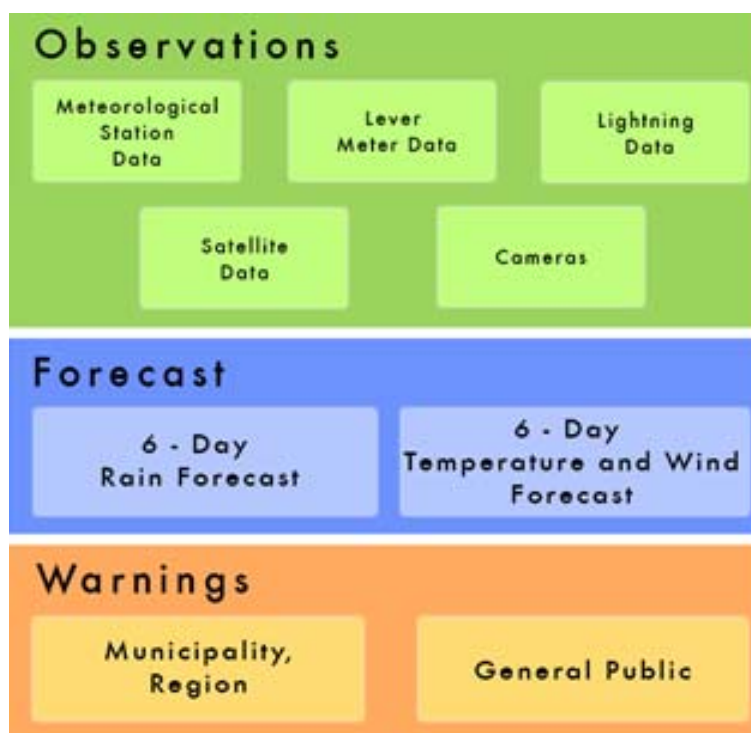 Observations
Meteorological
Station
Data
Lever
Meter Data
Lightning
Data
Satellite
Data
Cameras
Forecast
6 - Day
Rain Forecast
6 - Day
Temperature and Wind
Forecast
Warnings
Municipality,
Region
General Public